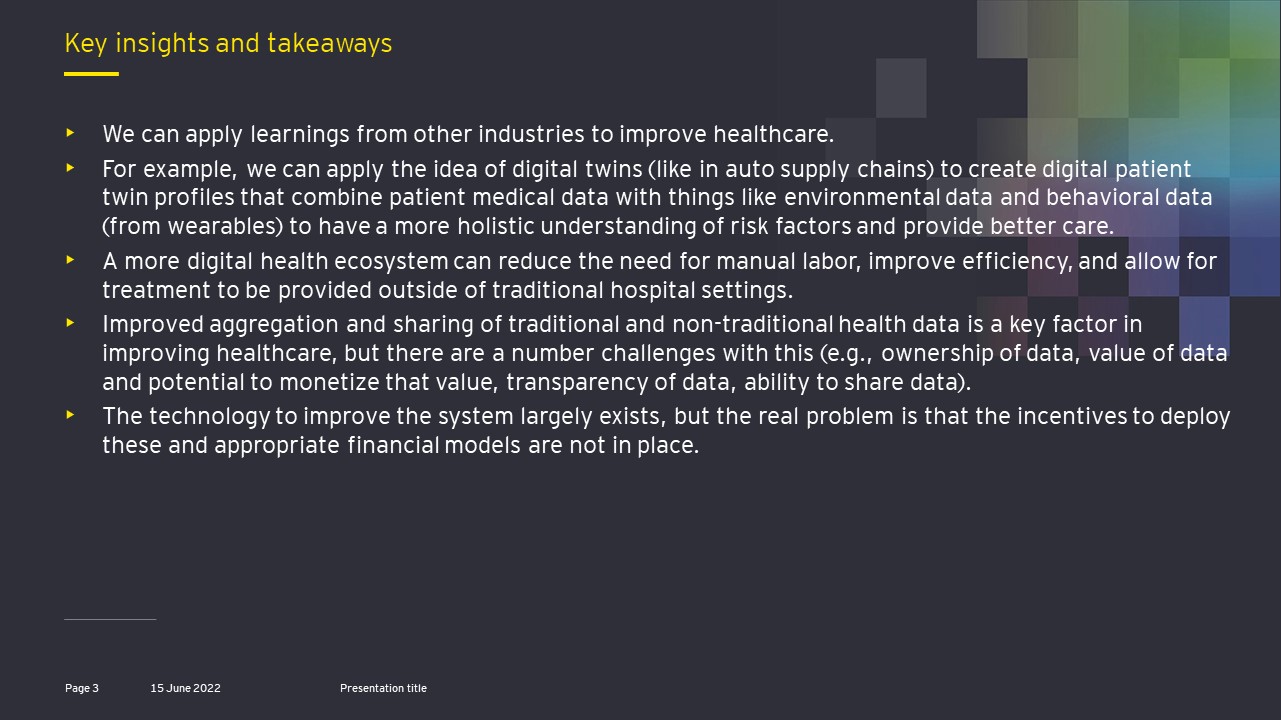 Key insights and takeaways
We can apply learnings from other industries to improve healthcare.
For example, we can apply the idea of digital twins (like in auto supply chains) to create digital patient
twin profiles that combine patient medical data with things like environmental data and behavioral data
(from wearables) to have a more holistic understanding of risk factors and provide better care.
A more digital health ecosystem can reduce the need for manual labor, improve efficiency, and allow for
treatment to be provided outside of traditional hospital settings.
Improved aggregation and sharing of traditional and non-traditional health data is a key factor in
improving healthcare, but there are a number challenges with this (e.g., ownership of data, value of data
and potential to monetize that value, transparency of data, ability to share data).
The technology to improve the system largely exists, but the real problem is that the incentives to deploy
these and appropriate financial models are not in place.
Page 3 15 June 2022 Presentation title